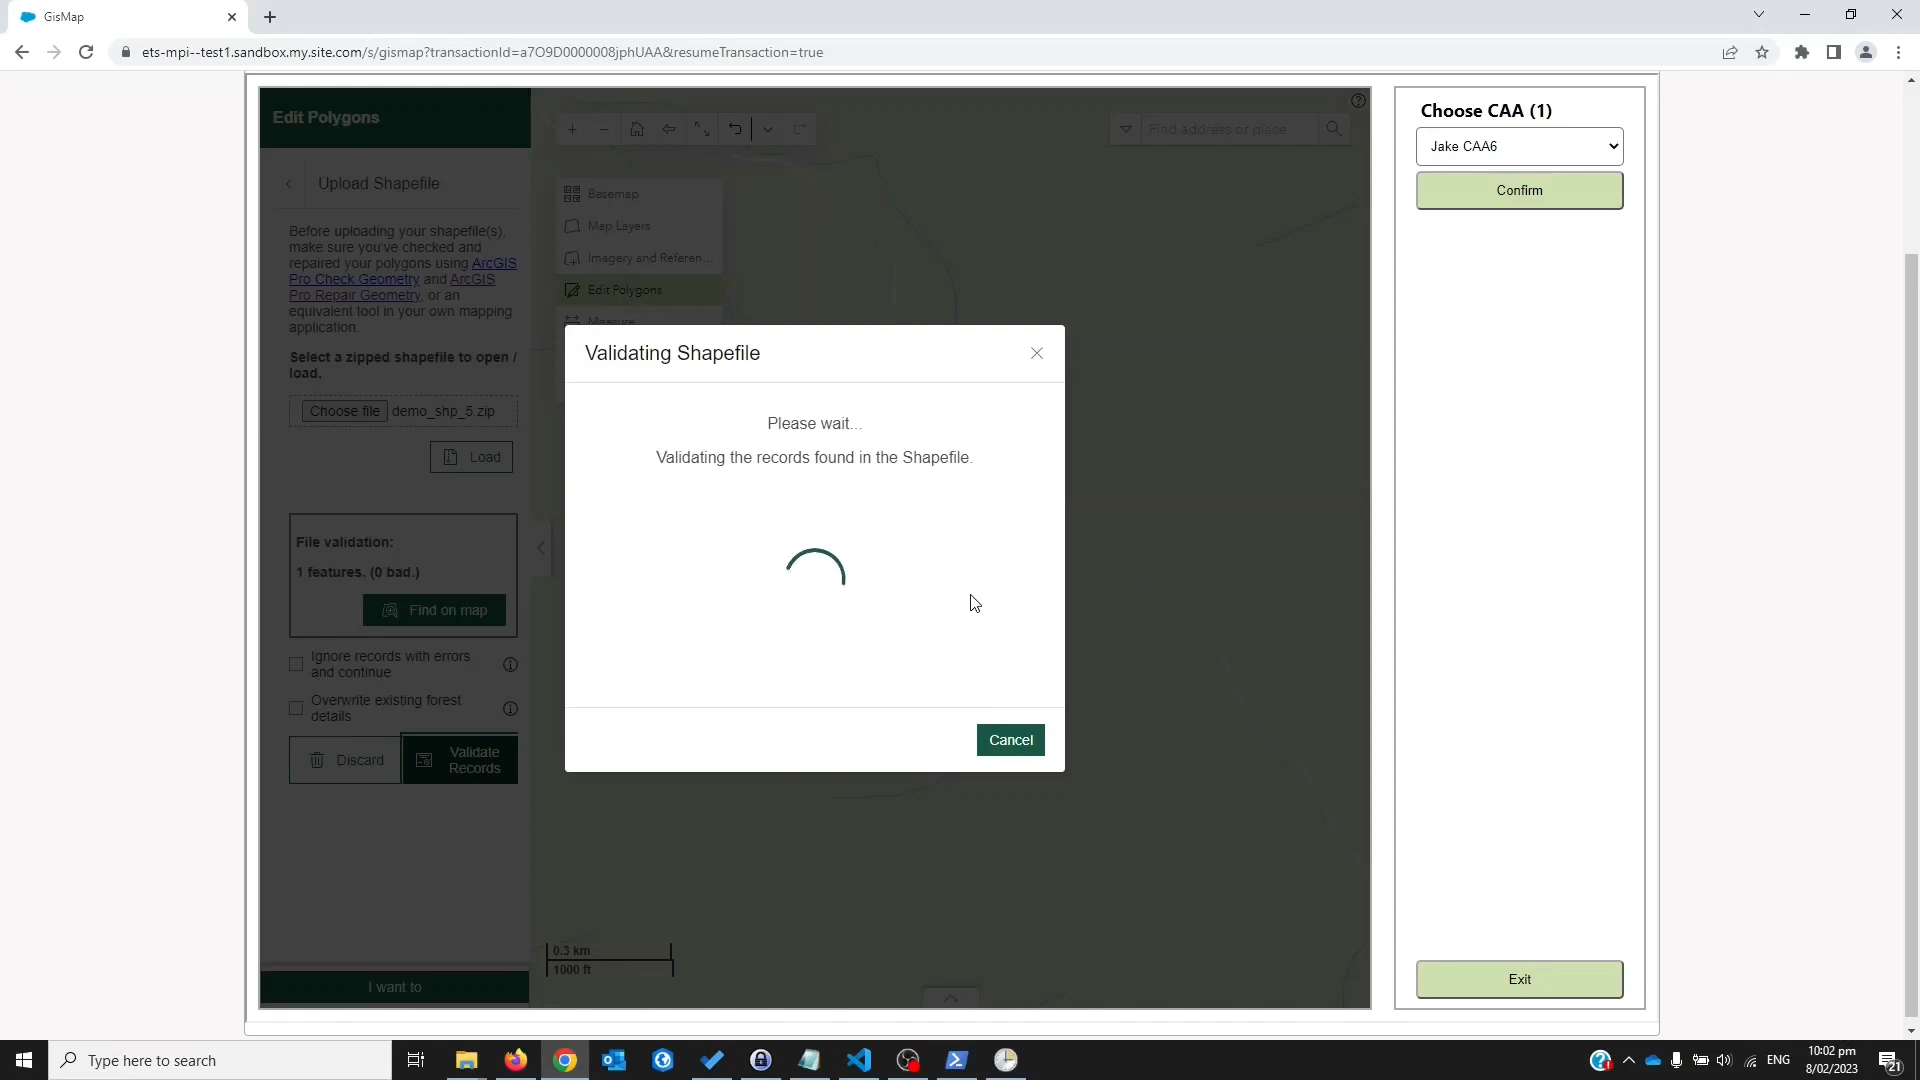 GisMap
ets-mpi--test1.sandbox.my.site.com/s/gismap?transactionId=a7O9D0000008jphUAA&resumeTransaction=true
Edit Polygons
Upload Shapefile
Before uploading your shapefile(s),
make sure you've checked and
repaired your polygons using ArcGIS
Pro Check Geometry and ArcGIS
Pro Repair Geometry, or an
equivalent tool in your own mapping
application.
Select a zipped shapefile to open /
load.
Choose file demo_shp_5.zip
Load
File validation:
1 features. (0 bad.)
Find on map
Ignore records with errors
and continue
Overwrite existing forest
details
Discard
Validate
Records
I want to
Find address or place
Basemap
Map Layers
Imagery and Referen...
Edit Polygons
Measure
Validating Shapefile
Please wait...
Validating the records found in the Shapefile.
Cancel
0.3 km
1000 ft
Choose CAA (1)
Jake CAA6
Confirm
Exit
Type here to search
ENG
10:02 pm
8/02/2023
21